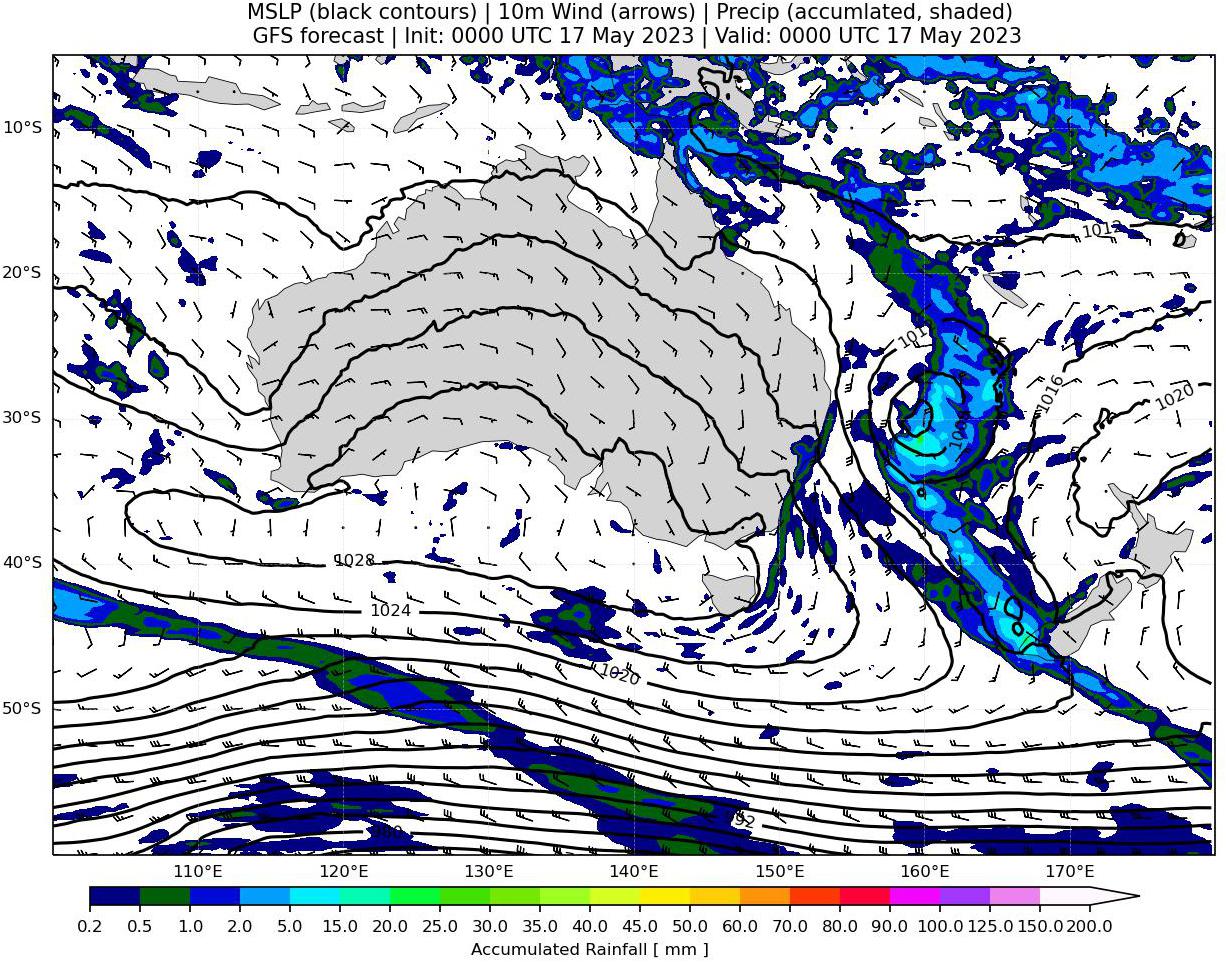 MSLP (black contours) | 10m Wind (arrows) | Precip (accumlated, shaded)
GFS forecast | Init: 0000 UTC 17 May 2023 | Valid: 0000 UTC 17 May 2023
10°S
1012
20°S
1016
1020
30°S
40°S
1028
1024
1020
50°S
992
110°E 120°E 130°E 140°E 150°E 160°E 170°E
0.2 0.5 1.0 2.0 5.0 10.0 15.0 20.0 25.0 30.0 35.0 40.0 45.0 50.0 60.0 70.0 80.0 90.0 100.0 125.0 150.0 200.0
Accumulated Rainfall [ mm ]